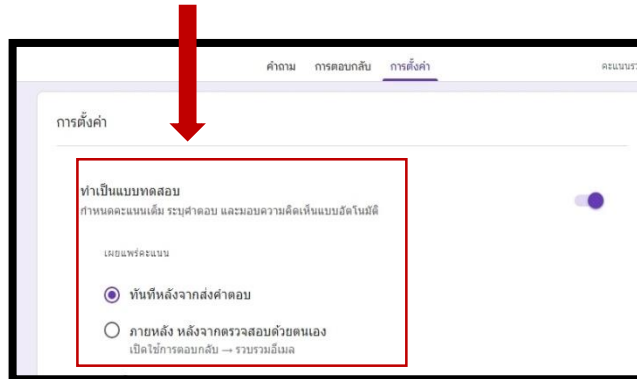 คำถาม การตอบกลับ การตั้งค่า
การตั้งค่า
ทำเป็นแบบทดสอบ
กำหนดคะแนนเต็ม ระบุคำตอบ และมอบความคิดเห็นแบบอัตโนมัติ
เผยแพร่คะแนน
ทันทีหลังจากส่งคำตอบ
ภายหลัง หลังจากตรวจสอบด้วยตนเอง
เปิดใช้การตอบกลับ → รวบรวมอีเมล